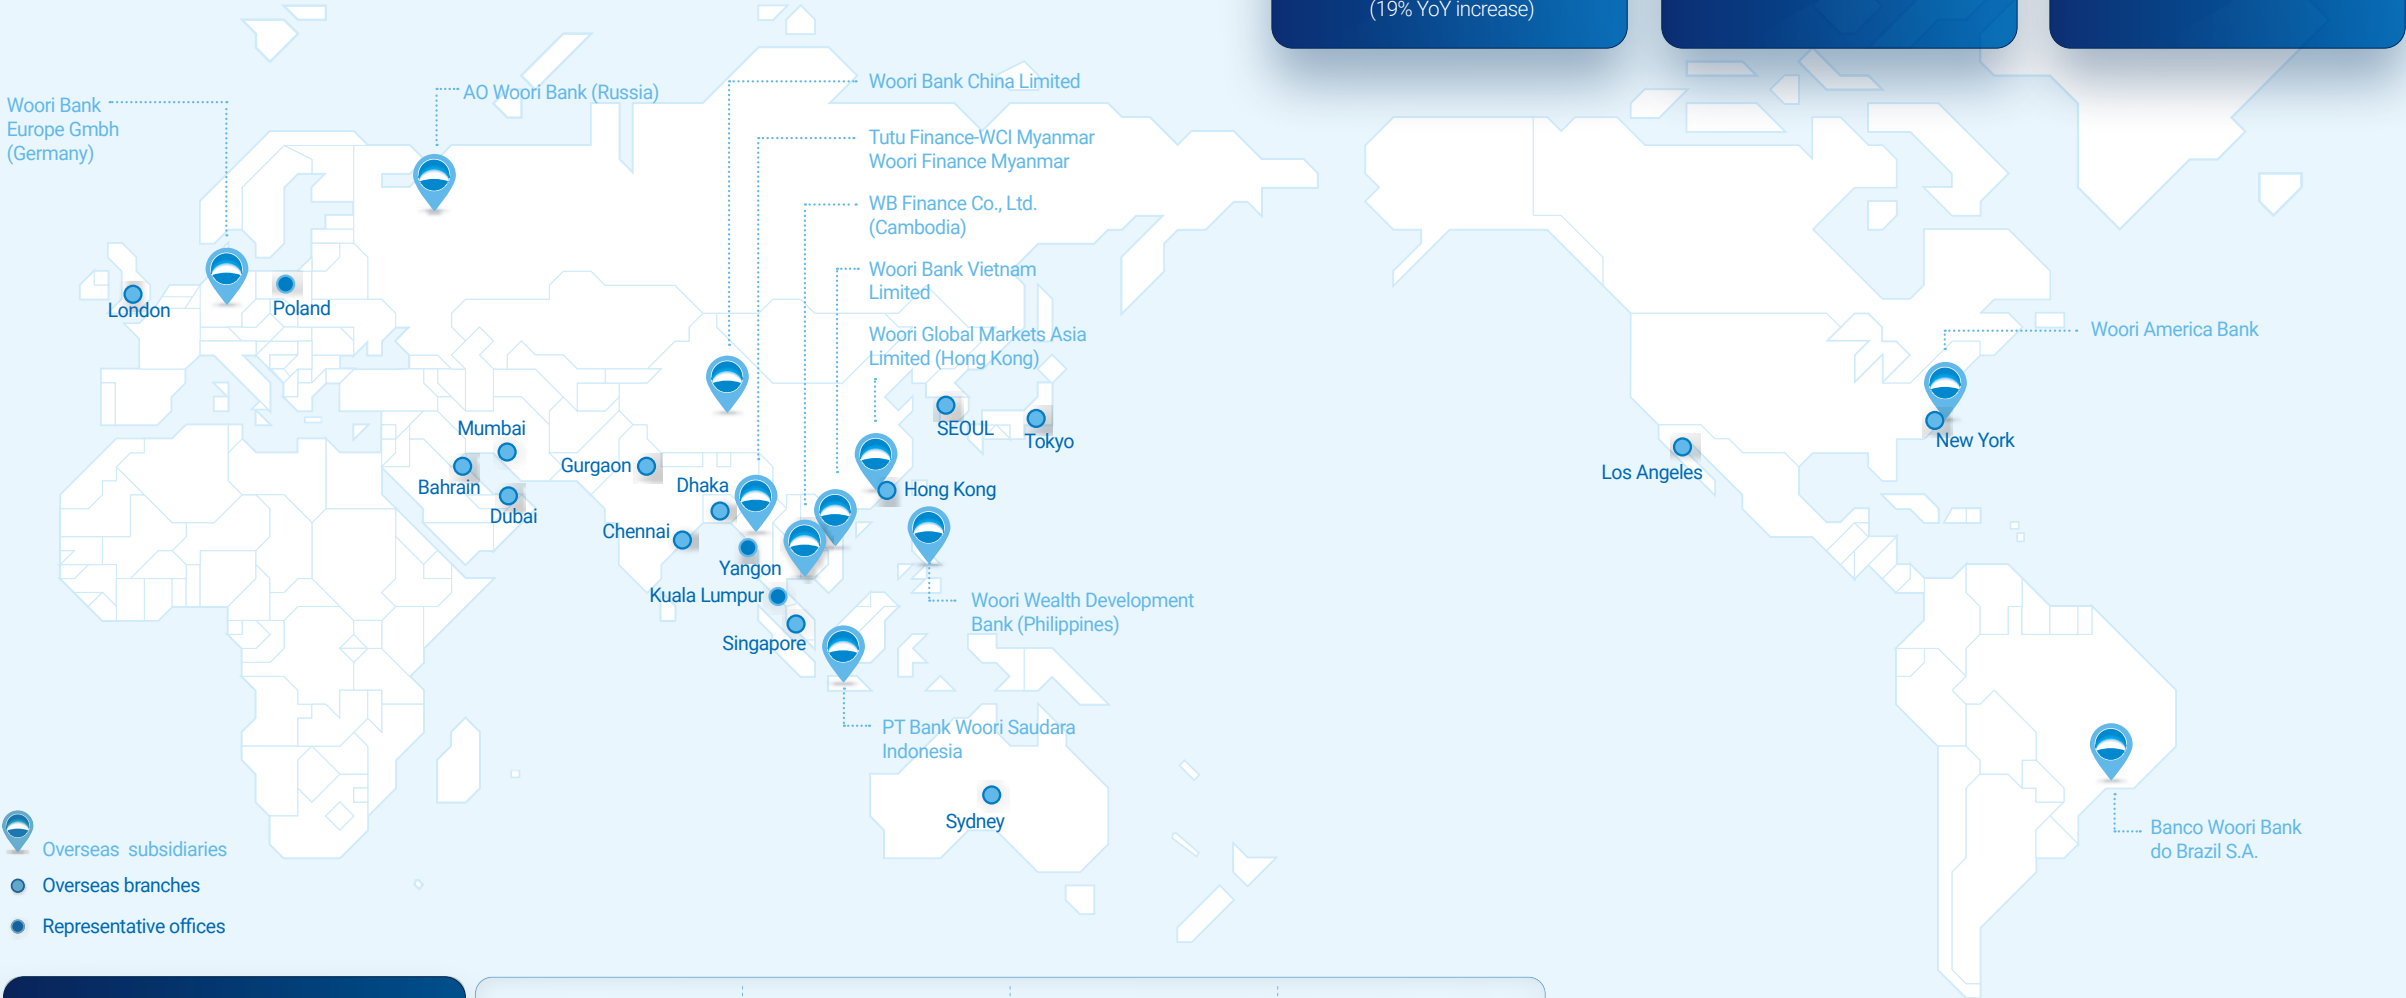 (19% YoY increase)
Woori Bank China Limited
AO Woori Bank (Russia)
Woori Bank
Europe Gmbh
(Germany)
Tutu Finance-WCI Myanmar
Woori Finance Myanmar
WB Finance Co., Ltd.
(Cambodia)
Woori Bank Vietnam
Limited
Woori Global Markets Asia
Limited (Hong Kong)
Woori America Bank
London
Poland
Mumbai
Bahrain
Dubai
Gurgaon
Dhaka
Chennai
Yangon
Kuala Lumpur
Singapore
SEOUL
Tokyo
Hong Kong
Los Angeles
New York
Woori Wealth Development
Bank (Philippines)
PT Bank Woori Saudara
Indonesia
Sydney
Banco Woori Bank
do Brazil S.A.
Overseas subsidiaries
Overseas branches
Representative offices